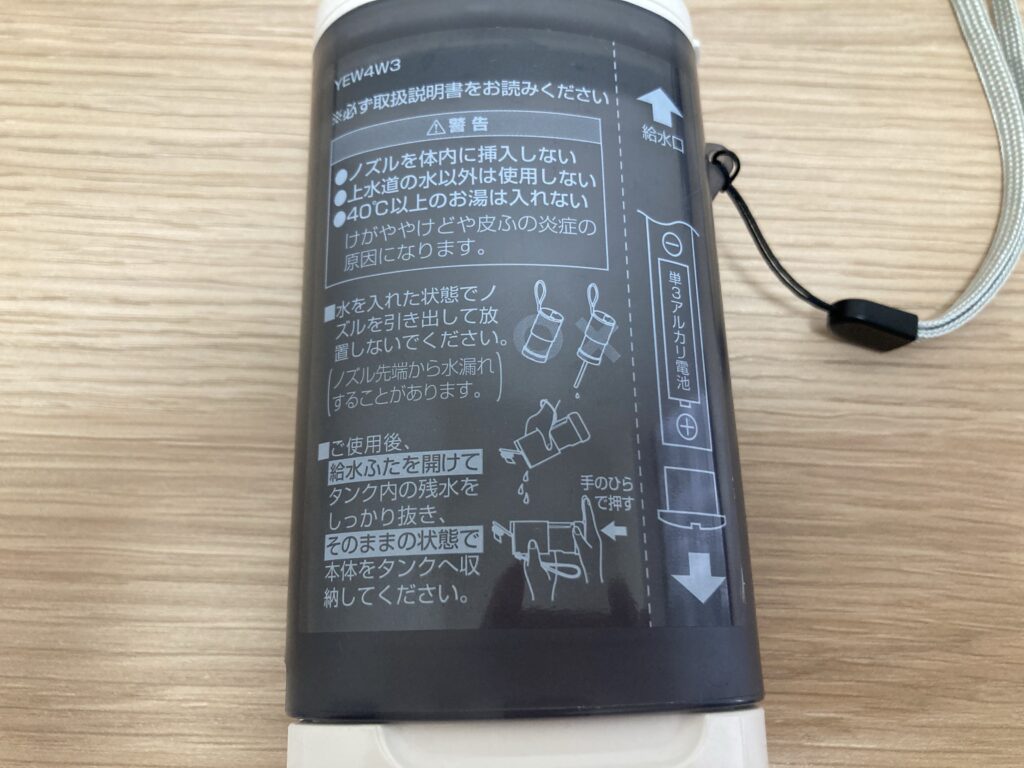 YEW4W3
※必ず取扱説明書をお読みください
⚠警告
●ノズルを体内に挿入しない
●上水道の水以外は使用しない
●40℃以上のお湯は入れない
けがややけどや皮ふの炎症の
原因になります。
■水を入れた状態でノ
ズルを引き出して放
置しないでください。
(ノズル先端から水漏れ
することがあります。)
■ご使用後、
給水ふたを開けて
タンク内の残水を
しっかり抜き、
そのままの状態で
本体をタンクへ収
納してください。
手のひら
で押す
給水口
⊖
単3アルカリ電池
⊕